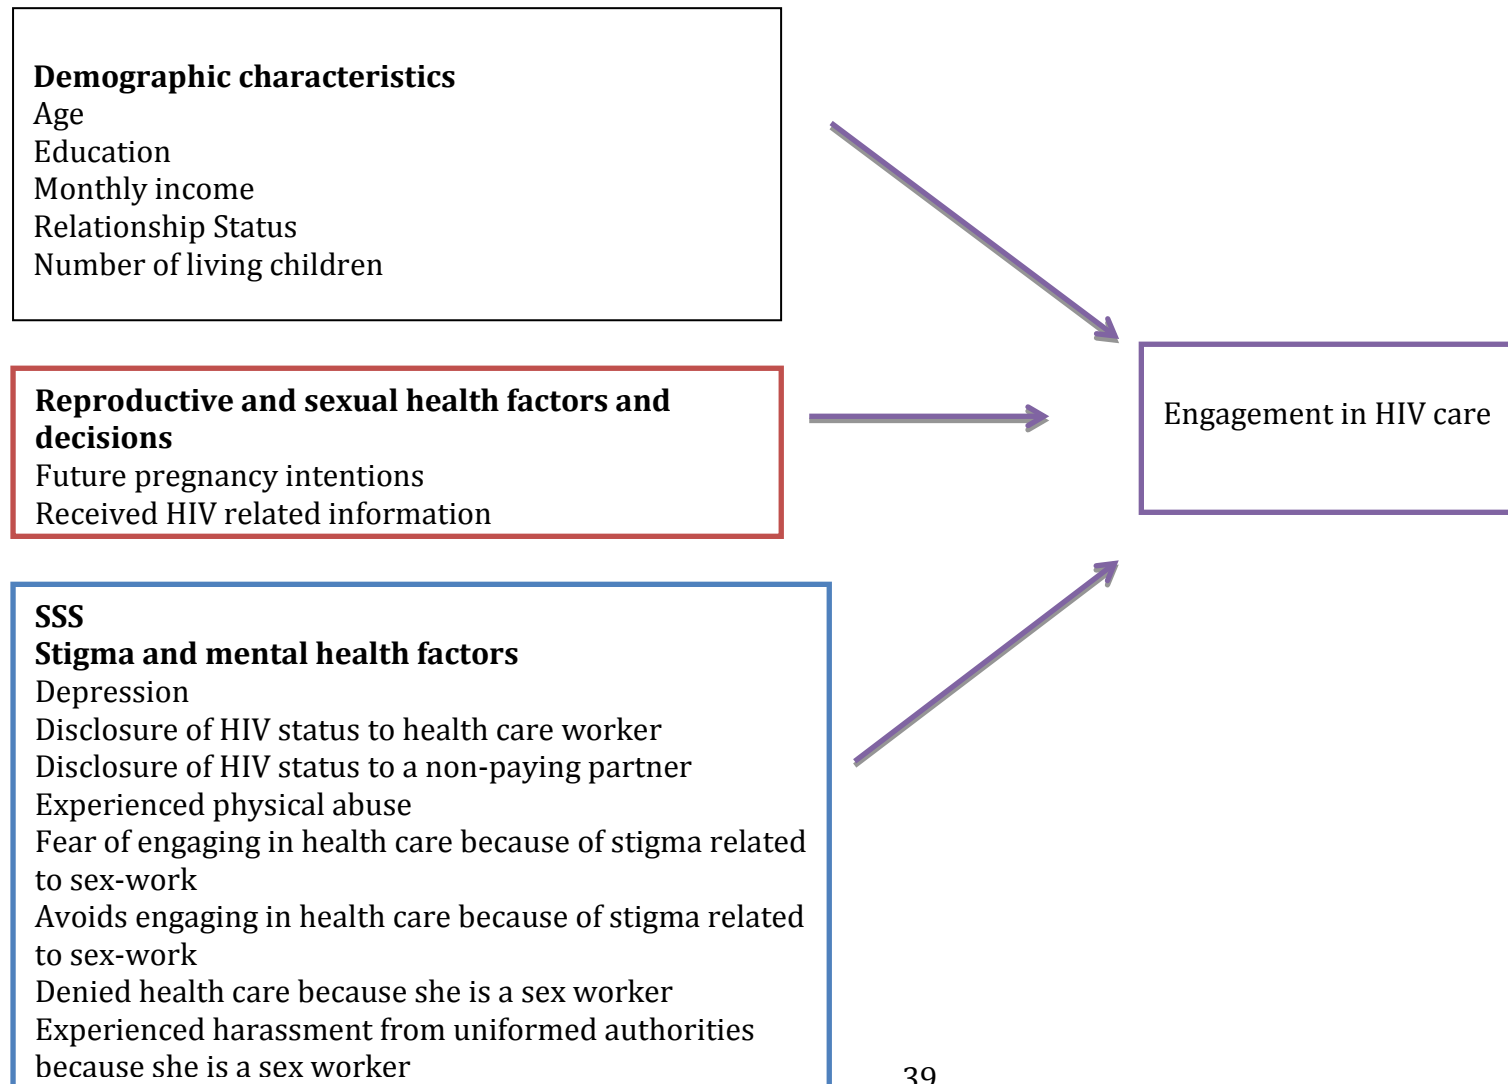 Demographic characteristics
Age
Education
Monthly income
Relationship Status
Number of living children
Reproductive and sexual health factors and
decisions
Future pregnancy intentions
Received HIV related information
Engagement in HIV care
SSS
Stigma and mental health factors
Depression
Disclosure of HIV status to health care worker
Disclosure of HIV status to a non-paying partner
Experienced physical abuse
Fear of engaging in health care because of stigma related
to sex-work
Avoids engaging in health care because of stigma related
to sex-work
Denied health care because she is a sex worker
Experienced harassment from uniformed authorities
because she is a sex worker
39